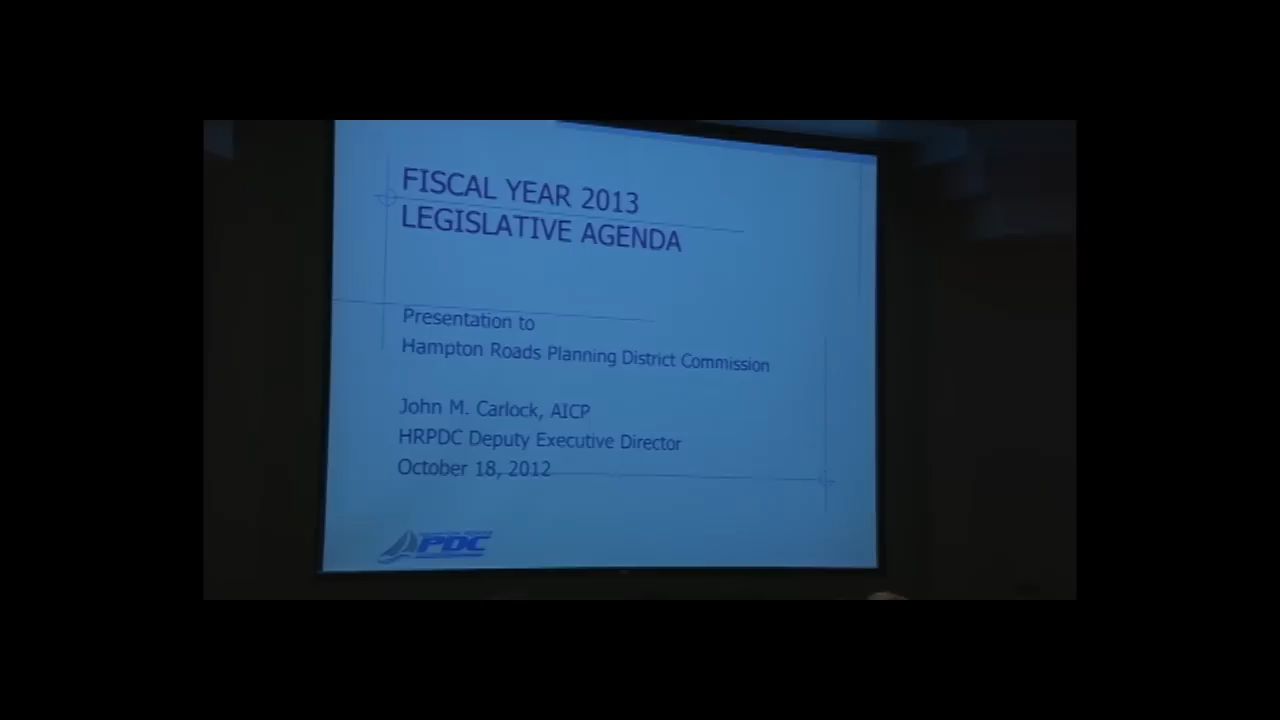 FISCAL YEAR 2013
LEGISLATIVE AGENDA
Presentation to
Hampton Roads Planning District Commission
John M. Carlock, AICP
HRPDC Deputy Executive Director
October 18, 2012
PDC